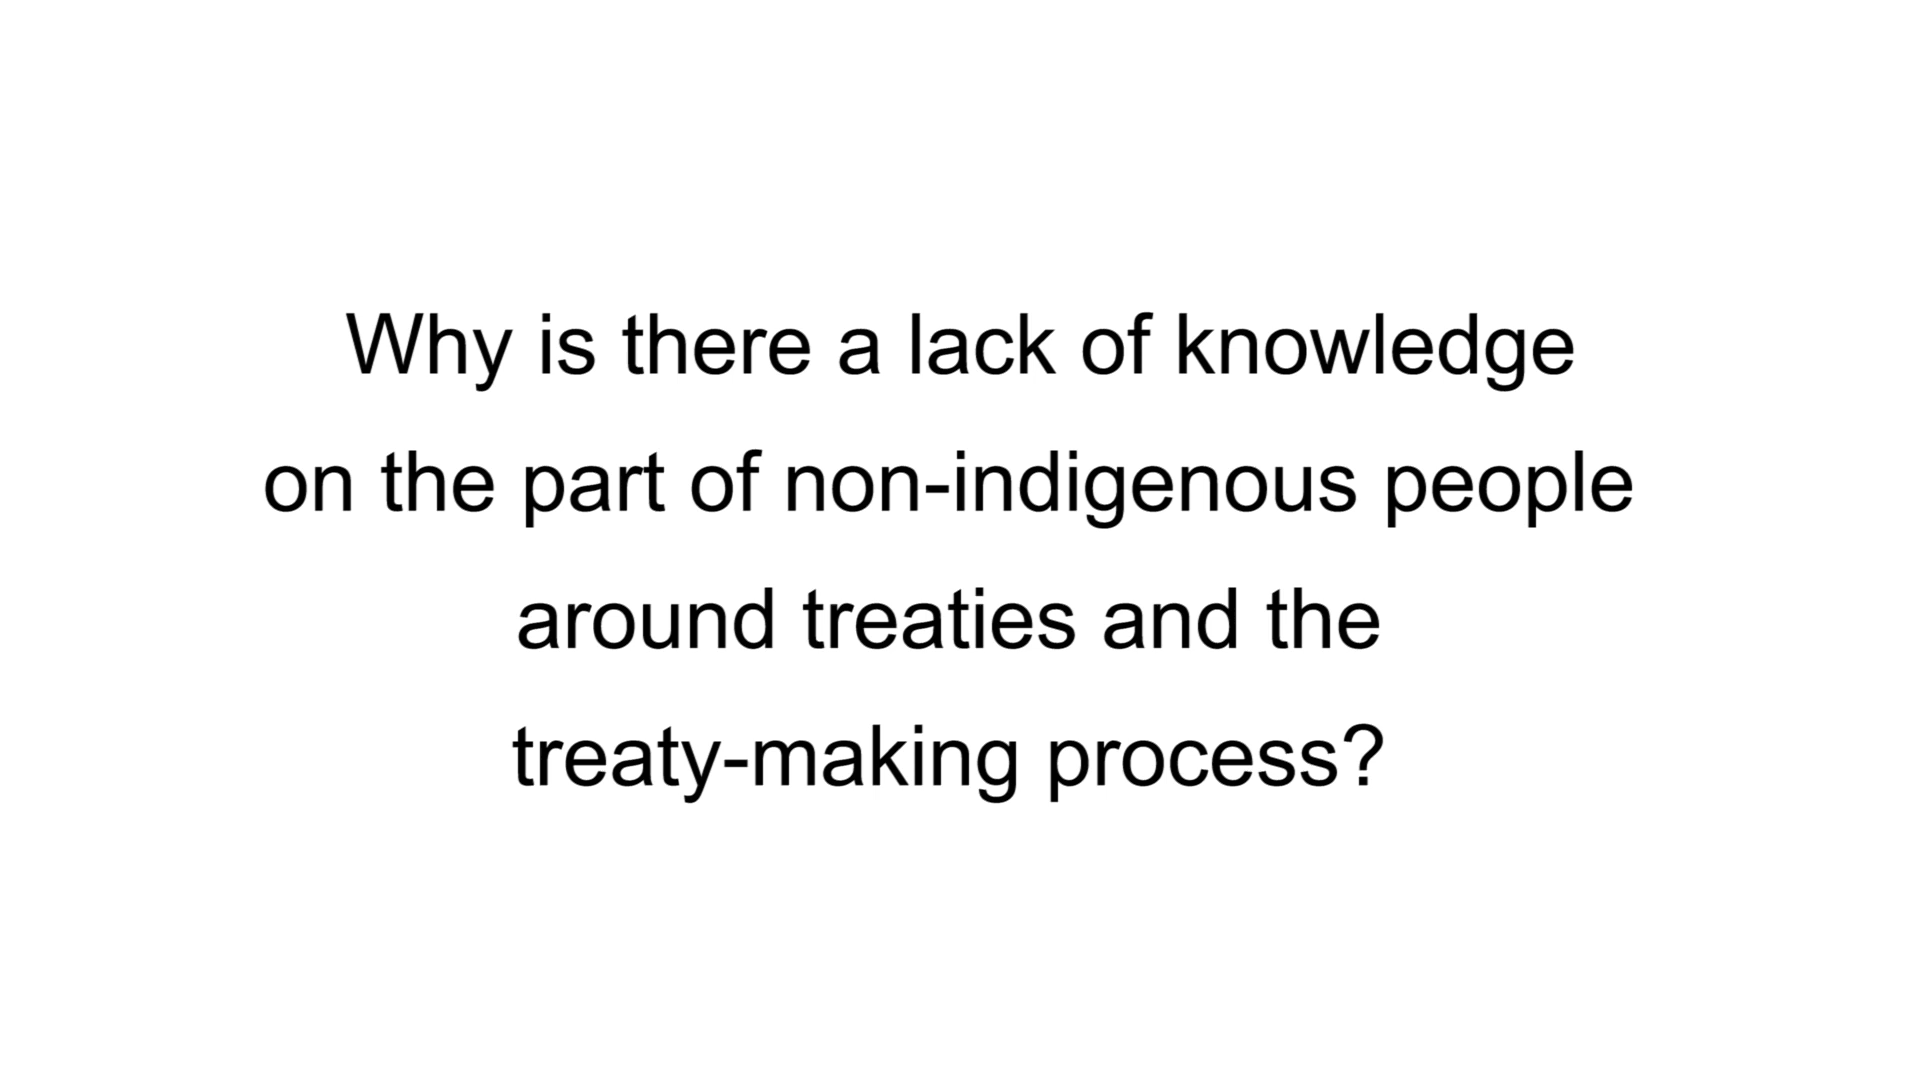 Why is there a lack of knowledge
on the part of non-indigenous people
around treaties and the
treaty-making process?